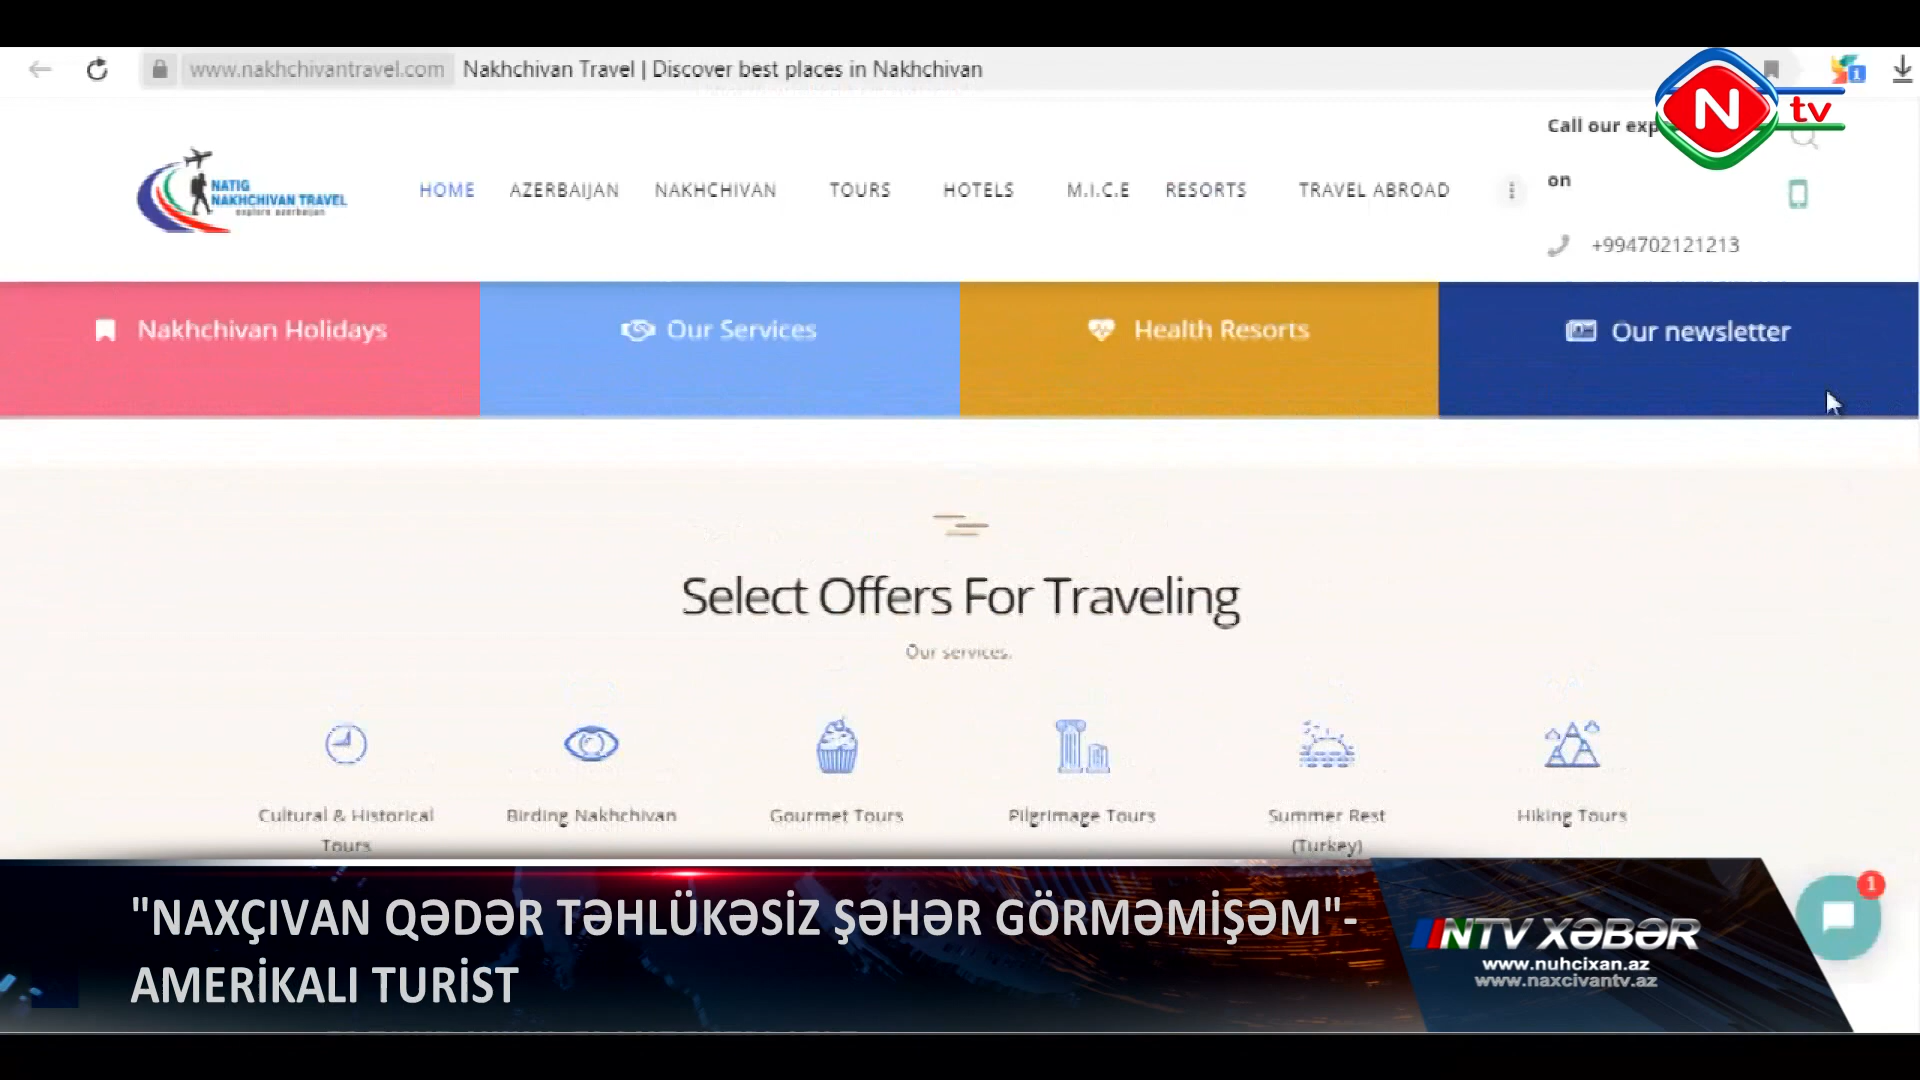 www.nakhchivantravel.com Nakhchivan Travel | Discover best places in Nakhchivan
N tv
Call our exp
on
+994702121213
NATIG
NAKHCHIVAN TRAVEL
explore azerbaijan
HOME AZERBAIJAN NAKHCHIVAN TOURS HOTELS M.I.C.E RESORTS TRAVEL ABROAD
Nakhchivan Holidays Our Services Health Resorts Our newsletter
Select Offers For Traveling
Our services.
Cultural & Historical Tours
Birding Nakhchivan
Gourmet Tours
Pilgrimage Tours
Summer Rest
(Turkey)
Hiking Tours
1
"NAXÇIVAN QƏDƏR TƏHLÜKƏSİZ ŞƏHƏR GÖRMƏMİŞƏM"-
AMERİKALI TURİST
NTV XƏBƏR
www.nuhcixan.az
www.naxcivantv.az